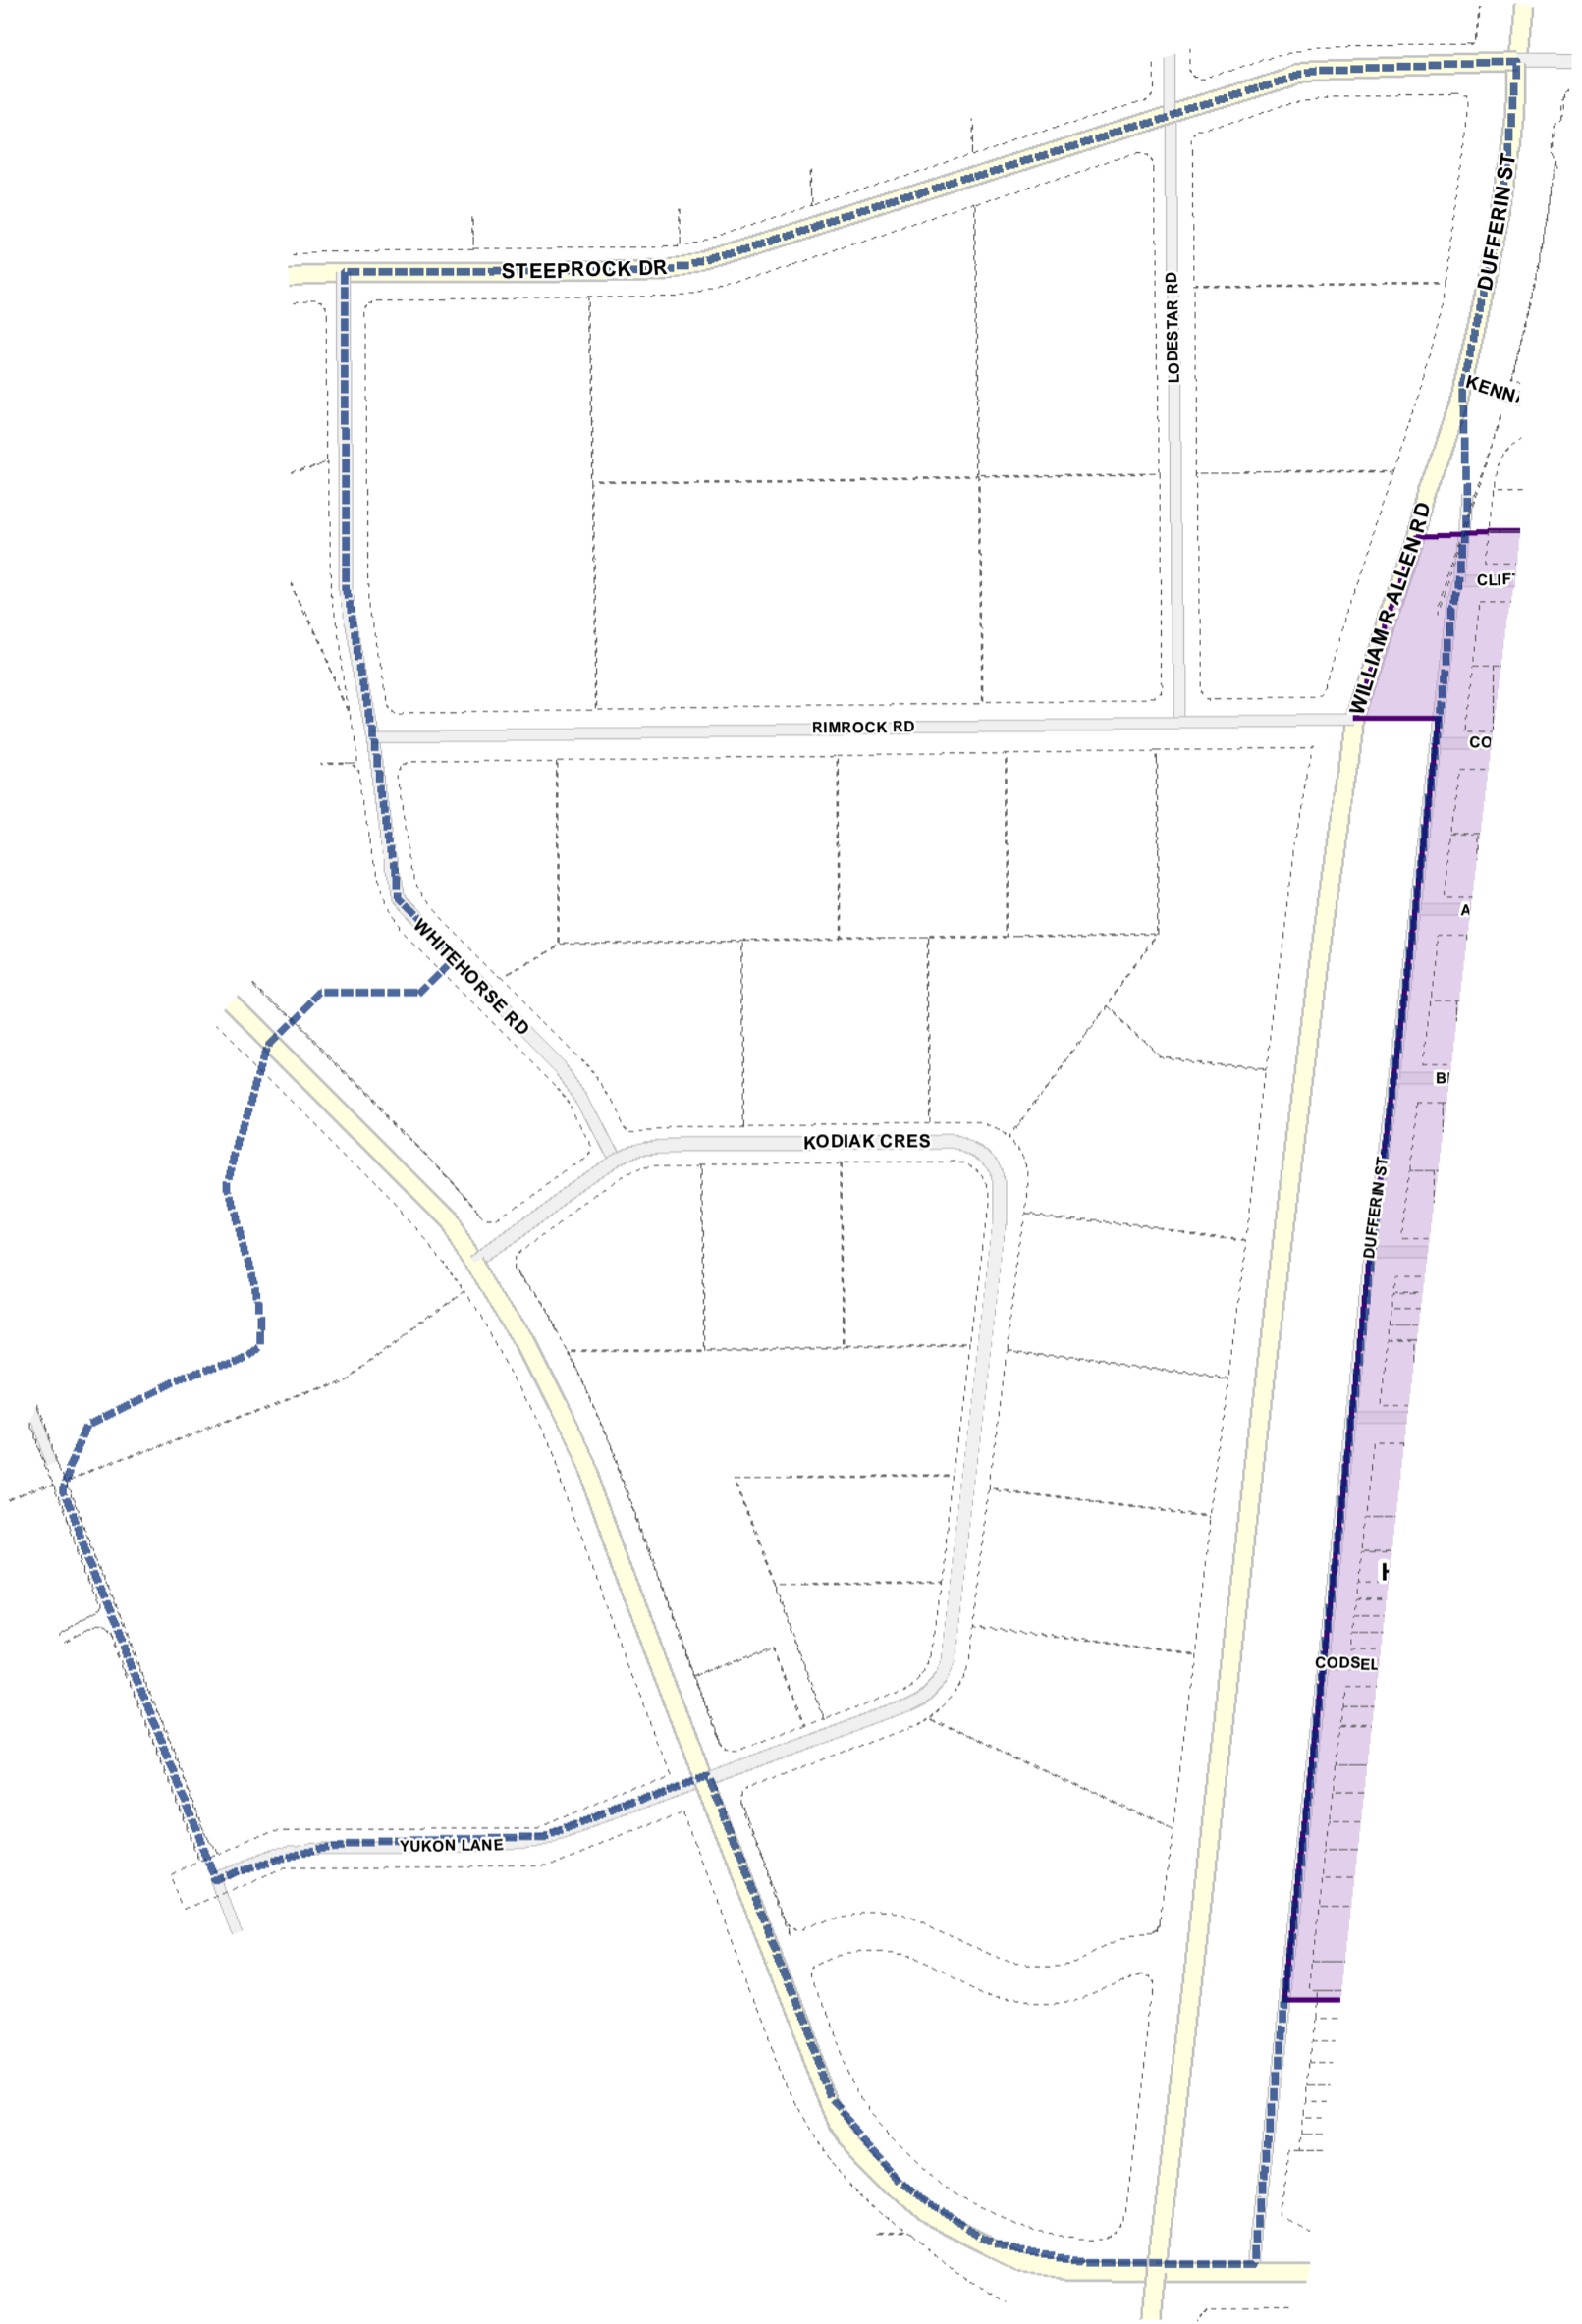 STEEPROCK DR
DUFFERIN ST
LODESTAR RD
KENN
WILLIAM R ALLEN RD
CLIF
RIMROCK RD
CO
A
WHITEHORSE RD
B
KODIAK CRES
DUFFERIN ST
H
CODSEL
YUKON LANE